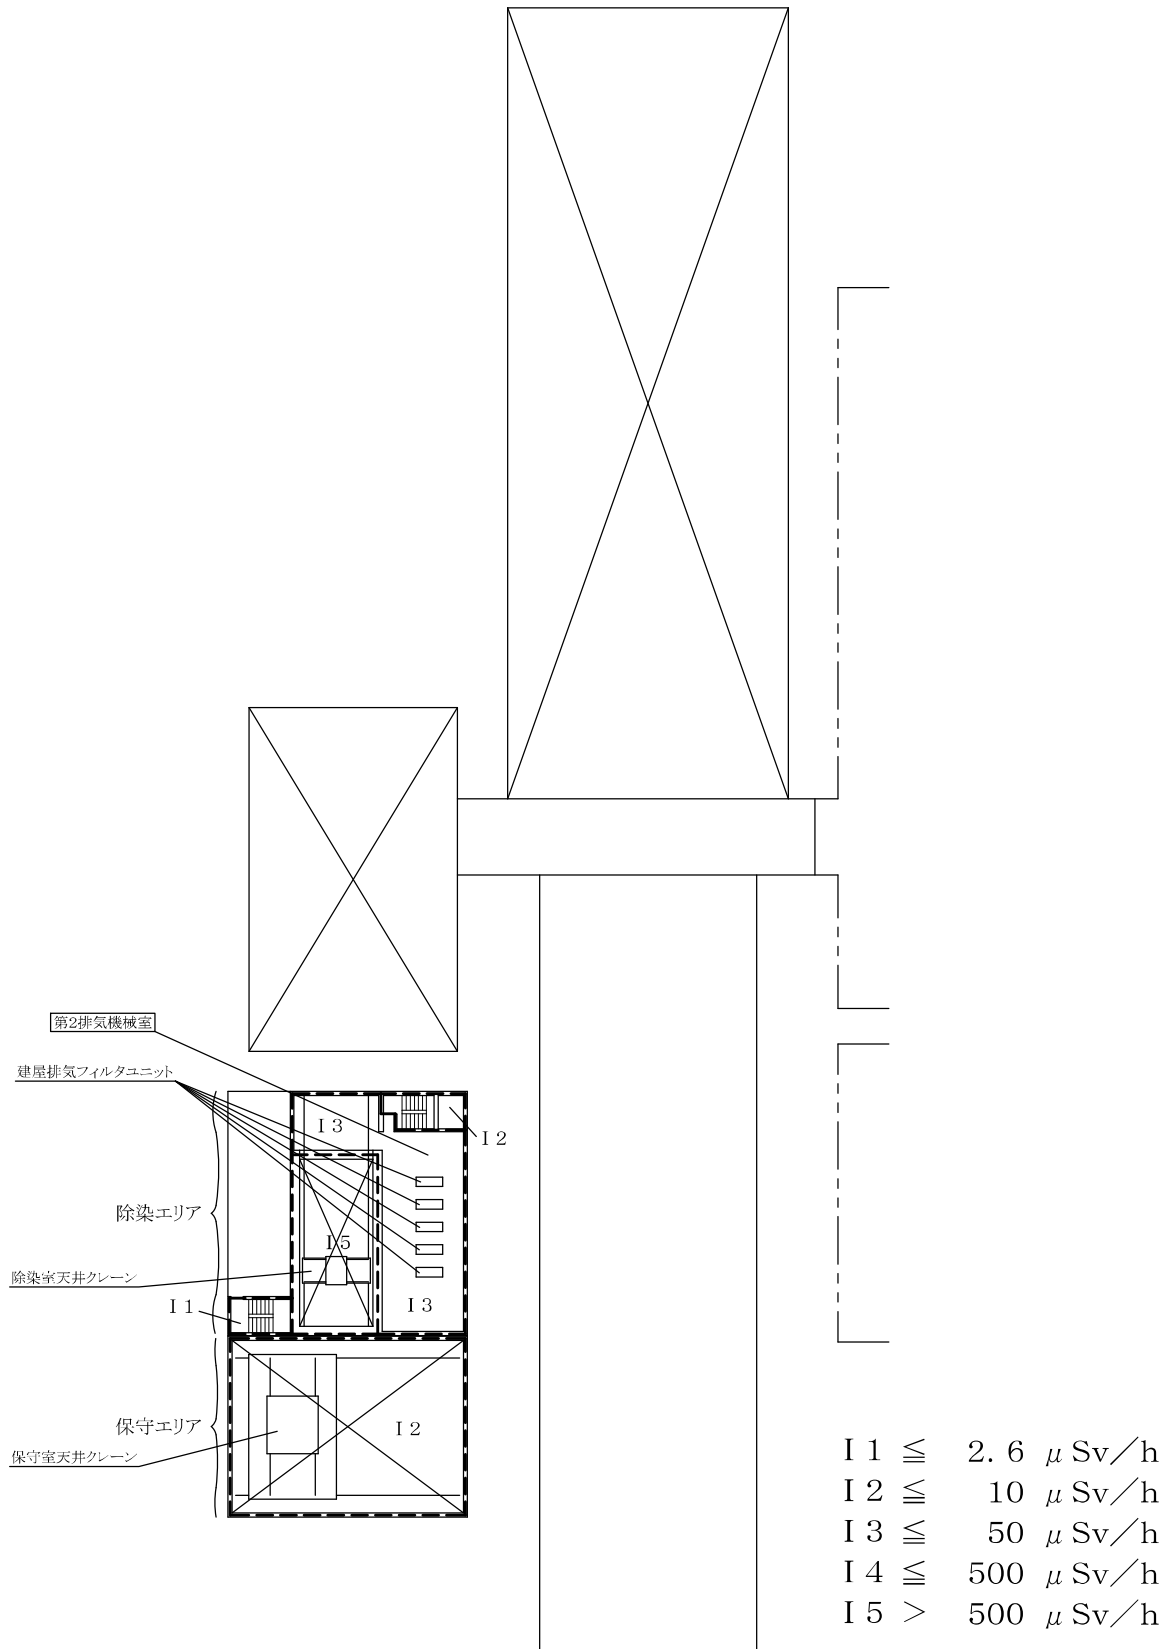 第2排気機械室
建屋排気フィルタユニット
I 3
I 2
除染エリア
I 5
除染室天井クレーン
I 1
I 3
保守エリア
I 2
保守室天井クレーン
I 1 ≦ 2.6 μSv／h
I 2 ≦ 10 μSv／h
I 3 ≦ 50 μSv／h
I 4 ≦ 500 μSv／h
I 5 > 500 μSv／h